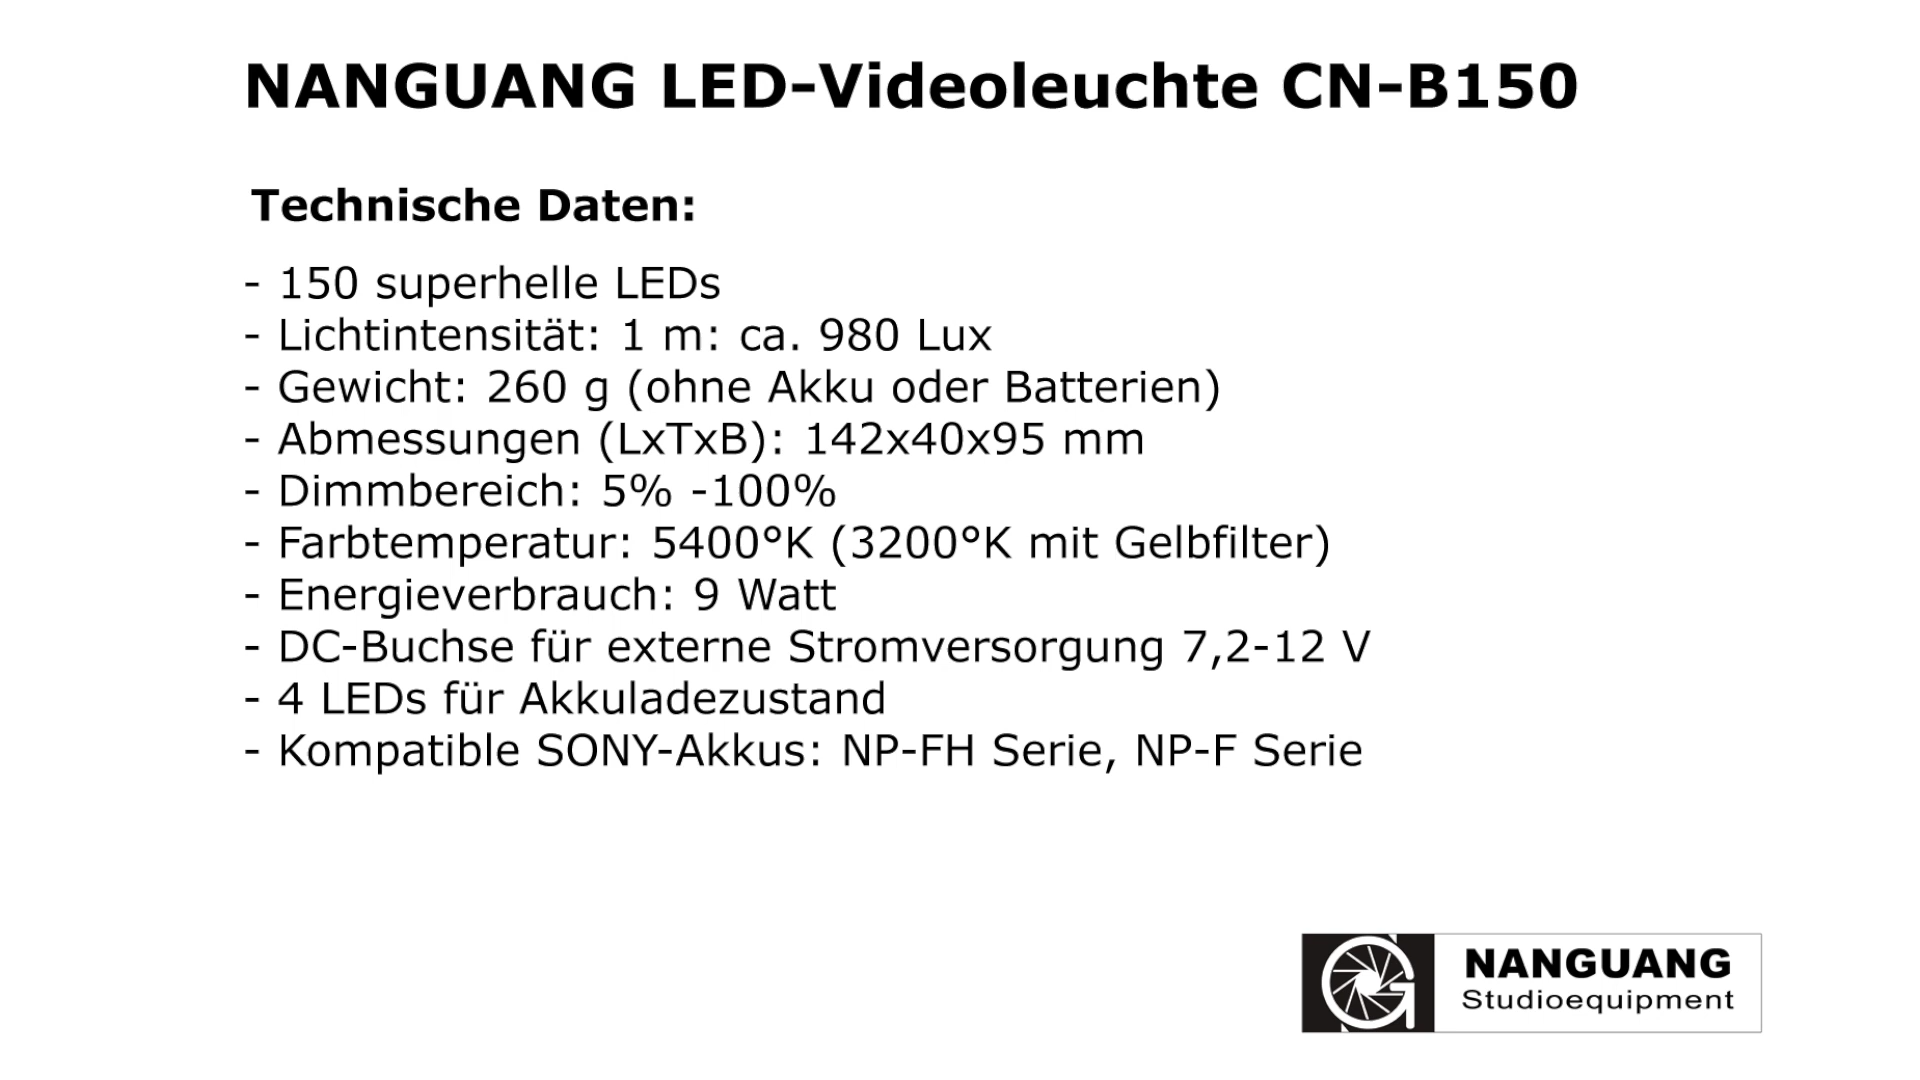 NANGUANG LED-Videoleuchte CN-B150
Technische Daten:
- 150 superhelle LEDs
- Lichtintensität: 1 m: ca. 980 Lux
- Gewicht: 260 g (ohne Akku oder Batterien)
- Abmessungen (LxTxB): 142x40x95 mm
- Dimmbereich: 5% -100%
- Farbtemperatur: 5400°K (3200°K mit Gelbfilter)
- Energieverbrauch: 9 Watt
- DC-Buchse für externe Stromversorgung 7,2-12 V
- 4 LEDs für Akkuladezustand
- Kompatible SONY-Akkus: NP-FH Serie, NP-F Serie
NANGUANG
Studioequipment